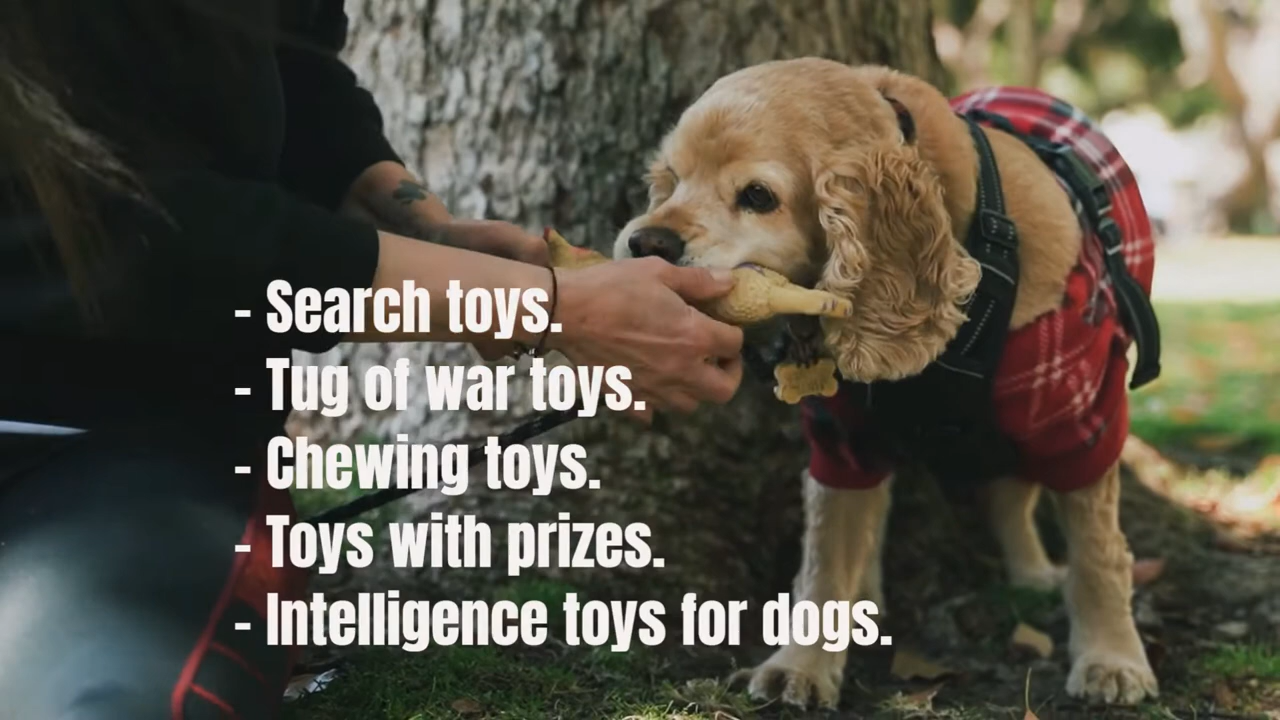 - Search toys.
- Tug of war toys.
- Chewing toys.
- Toys with prizes.
- Intelligence toys for dogs.